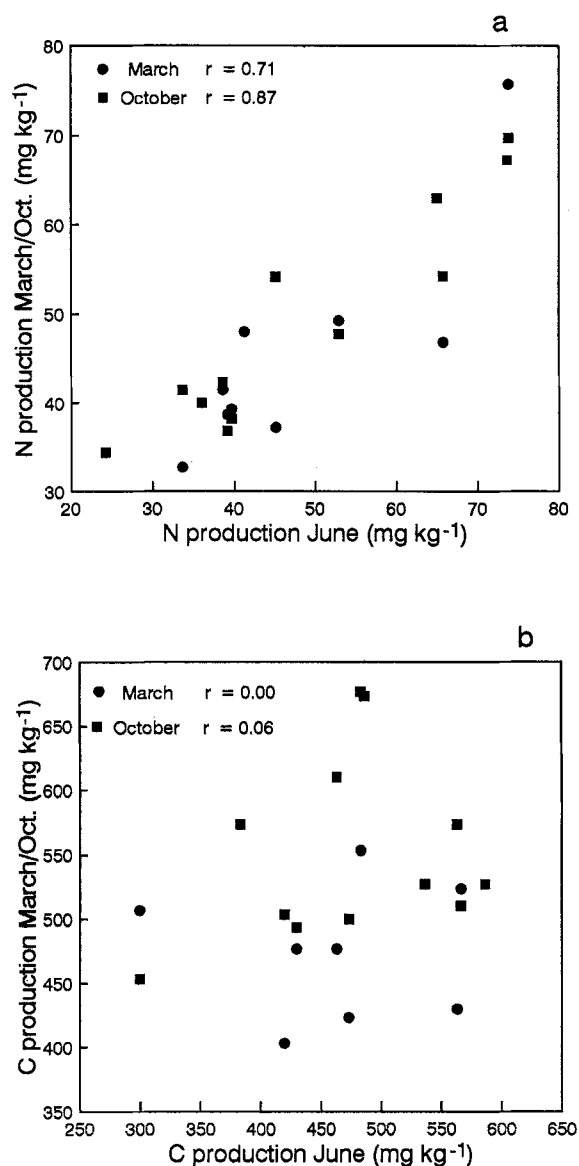 a
80
March r = 0.71
October r = 0.87
70
60
50
40
30
N production March/Oct. (mg kg-1)
20 30 40 50 60 70 80
N production June (mg kg-1)
b
700
March r = 0.00
October r = 0.06
650
600
550
500
450
400
350
C production March/Oct. (mg kg-1)
250 300 350 400 450 500 550 600 650
C production June (mg kg-1)